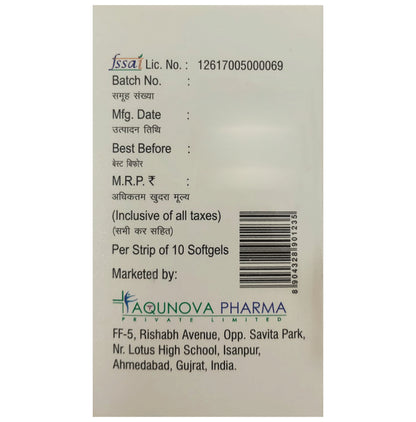 fssai Lic. No. : 12617005000069
Batch No. :
समूह संख्या
Mfg. Date :
उत्पादन तिथि
Best Before :
बेस्ट बिफोर
M.R.P. ₹ :
अधिकतम खुदरा मूल्य
(Inclusive of all taxes)
(सभी कर सहित)
Per Strip of 10 Softgels
8904328901235
Marketed by:
AQUNOVA PHARMA
PRIVATE LIMITED
FF-5, Rishabh Avenue, Opp. Savita Park,
Nr. Lotus High School, Isanpur,
Ahmedabad, Gujrat, India.